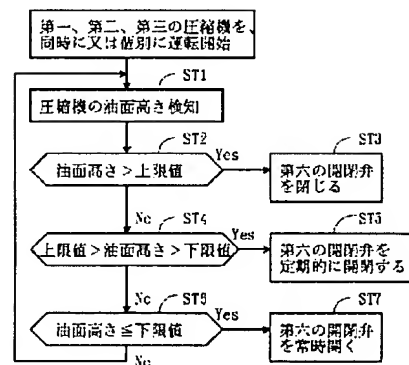 第一、第二、第三の圧縮機を、
同時に又は個別に運転開始
ST1
圧縮機の油面高き検知
ST2
油面高さ＞上限値
Yes
ST3
第六の開閉弁
を閉じる
No
ST4
上限値＞油面高さ＞下限値
Yes
ST5
第六の開閉弁を
定期的に開閉する
No
ST6
油面高さ≦下限値
Yes
ST7
第六の開閉弁
を常時開く
No